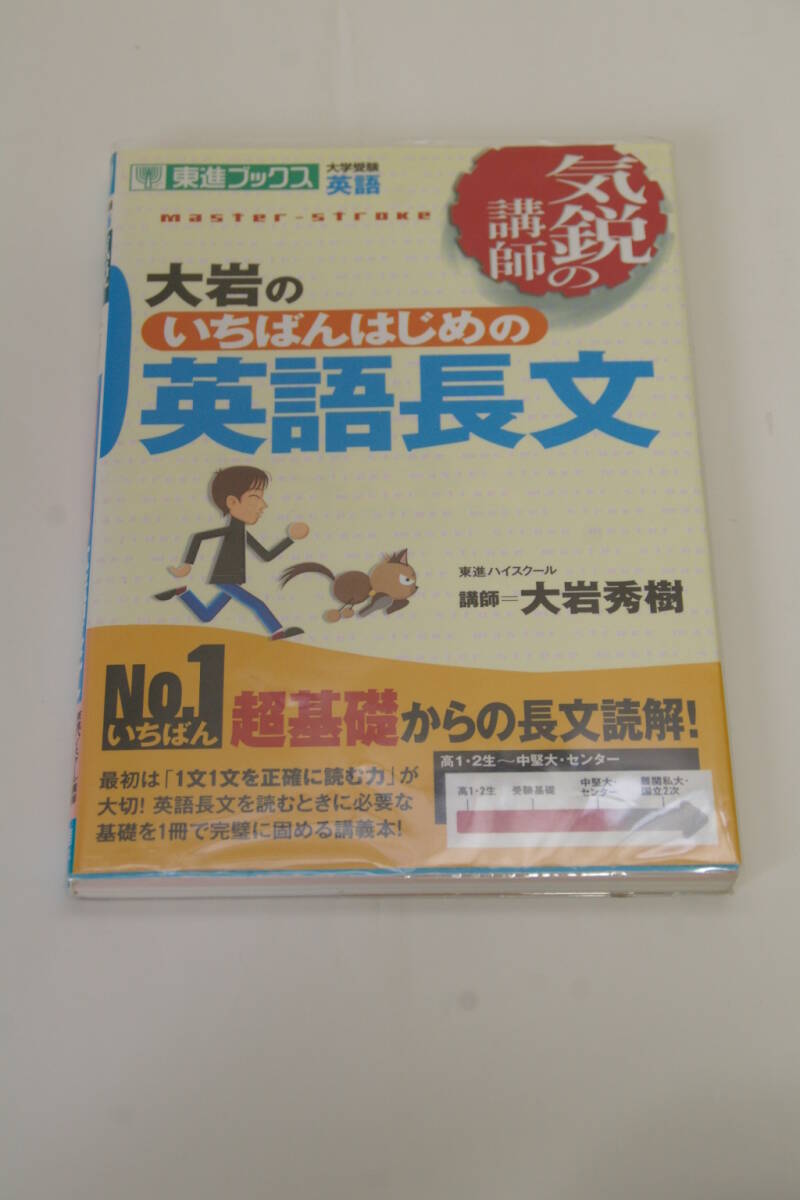 東進ブックス
大学受験
英語
master-stroke
気鋭の
講師
大岩の
いちばんはじめの
英語長文
東進ハイスクール
講師=大岩秀樹
No.1
いちばん
超基礎からの長文読解!
最初は「1文1文を正確に読む力」が
大切! 英語長文を読むときに必要な
基礎を1冊で完璧に固める講義本!
高1・2生～中堅大・センター
高1・2生
受験基礎
中堅大・
センター
難関私大・
国立2次